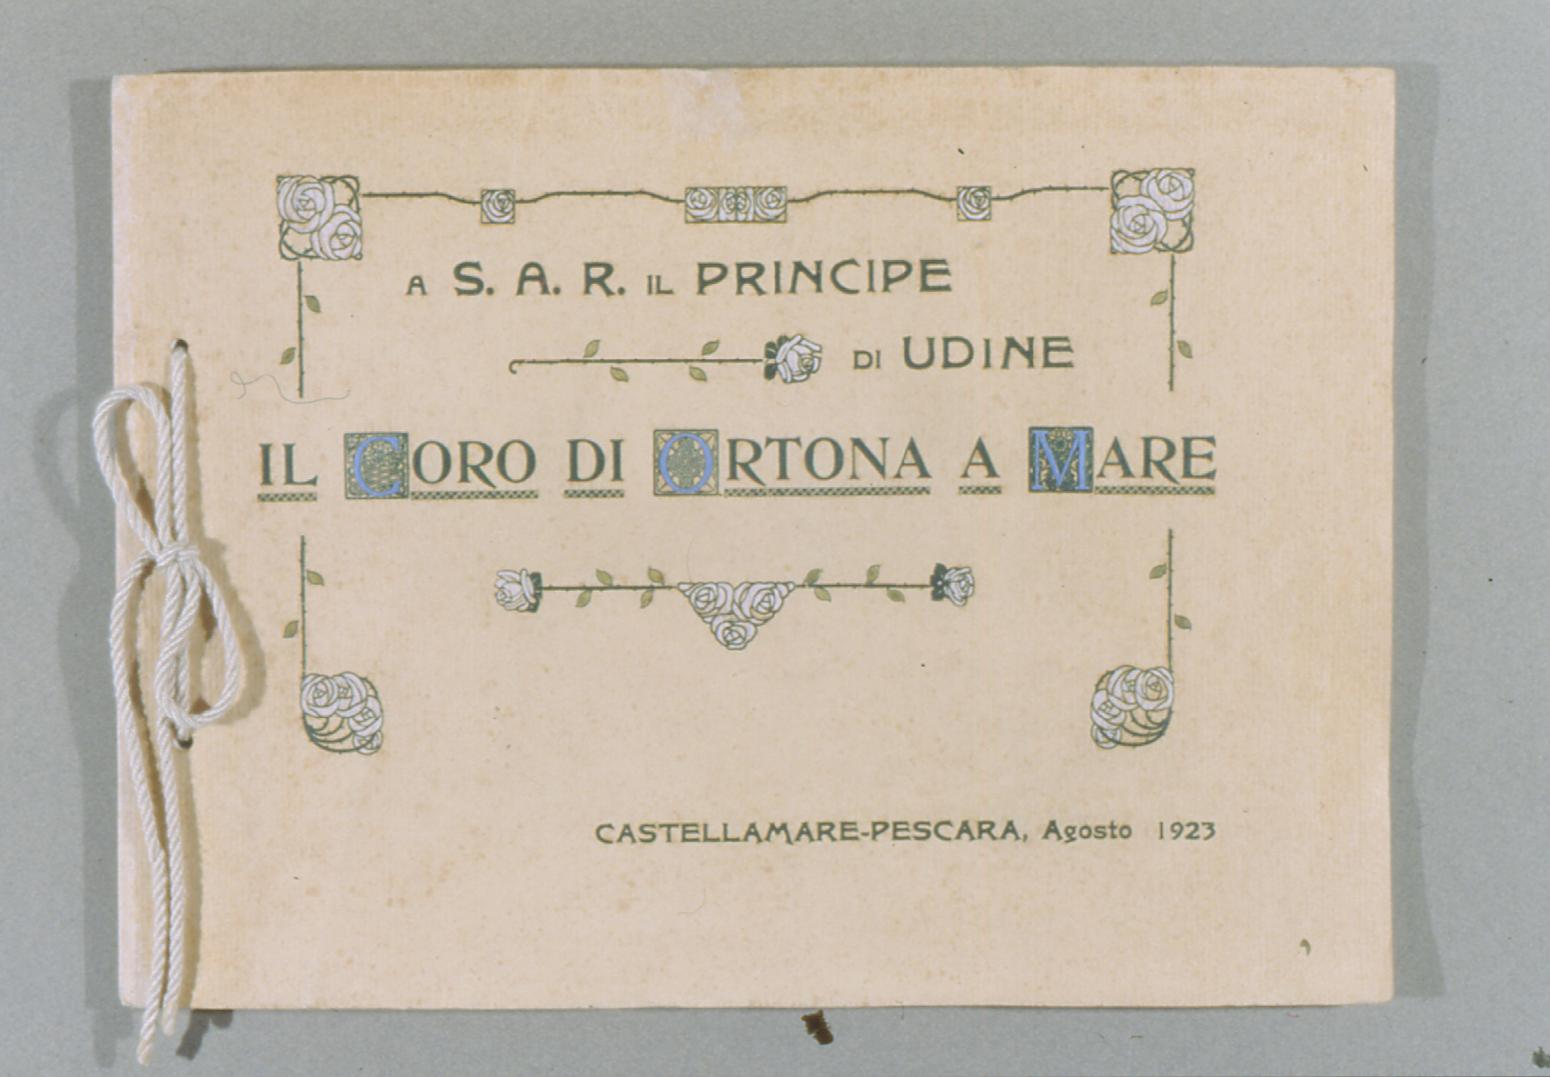 A S. A. R. IL PRINCIPE
DI UDINE
IL CORO DI ORTONA A MARE
CASTELLAMARE-PESCARA, Agosto 1923